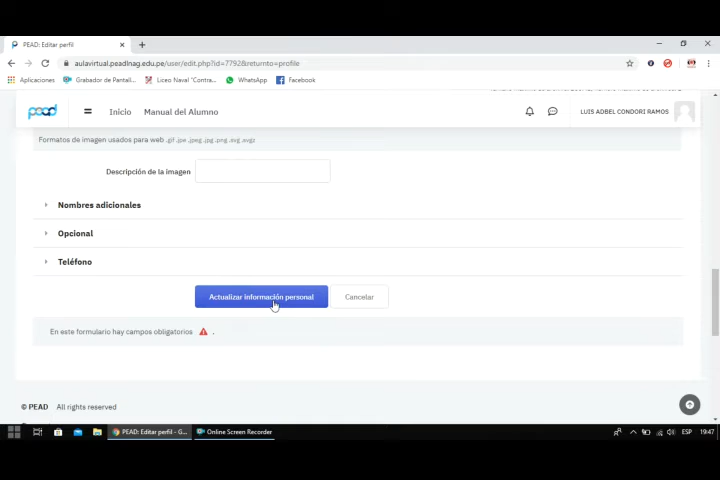 PEAD: Editar perfil
aulavirtual.peadlnag.edu.pe/user/edit.php?id=7792&returnto=profile
Aplicaciones Grabador de Pantall... Liceo Naval "Contra... WhatsApp Facebook
pead Inicio Manual del Alumno LUIS ADBEL CONDORI RAMOS
Formatos de imagen usados para web .gif .jpe .jpeg .jpg .png .svg .svgz
Descripción de la imagen
Nombres adicionales
Opcional
Teléfono
Actualizar información personal Cancelar
En este formulario hay campos obligatorios .
© PEAD All rights reserved
PEAD: Editar perfil - G... Online Screen Recorder ESP 19:47